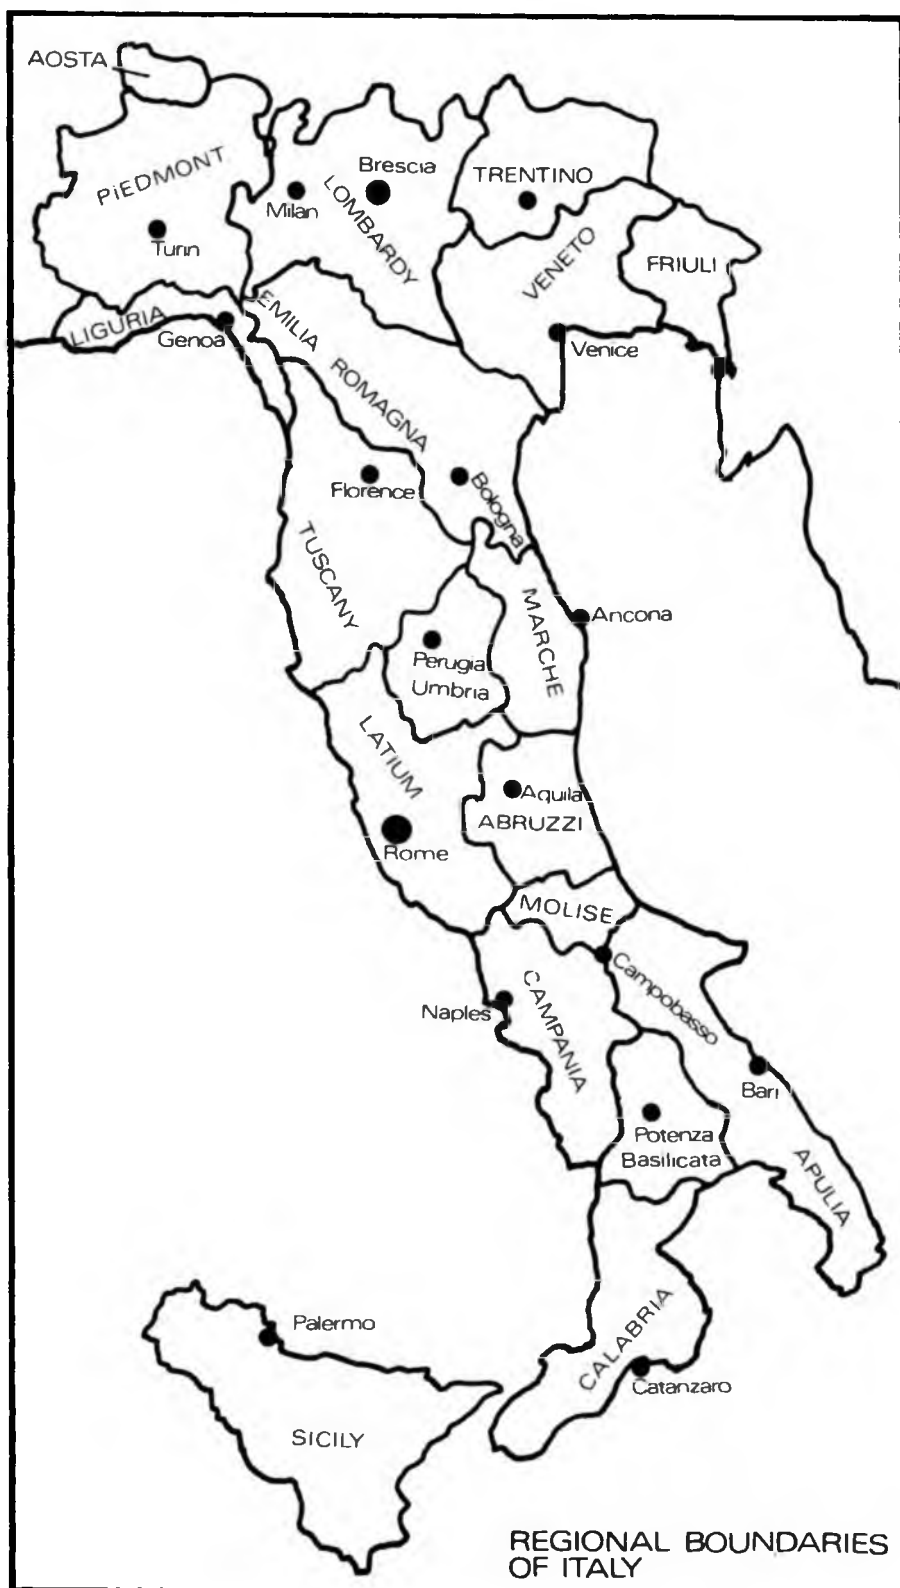 AOSTA
PiEDMONT
Turin
Milan
Brescia
LOMBARDY
TRENTINO
VENETO
FRIULI
Venice
LIGURIA
Genoa
EMILIA
ROMAGNA
Florence
Bologna
TUSCANY
MARCHE
Ancona
Perugia
Umbria
LATIUM
Aquila
ABRUZZI
Rome
MOLISE
Campobasso
CAMPANIA
Naples
Bari
Potenza
Basilicata
APULIA
Palermo
CALABRIA
Catanzaro
SICILY
REGIONAL BOUNDARIES
OF ITALY